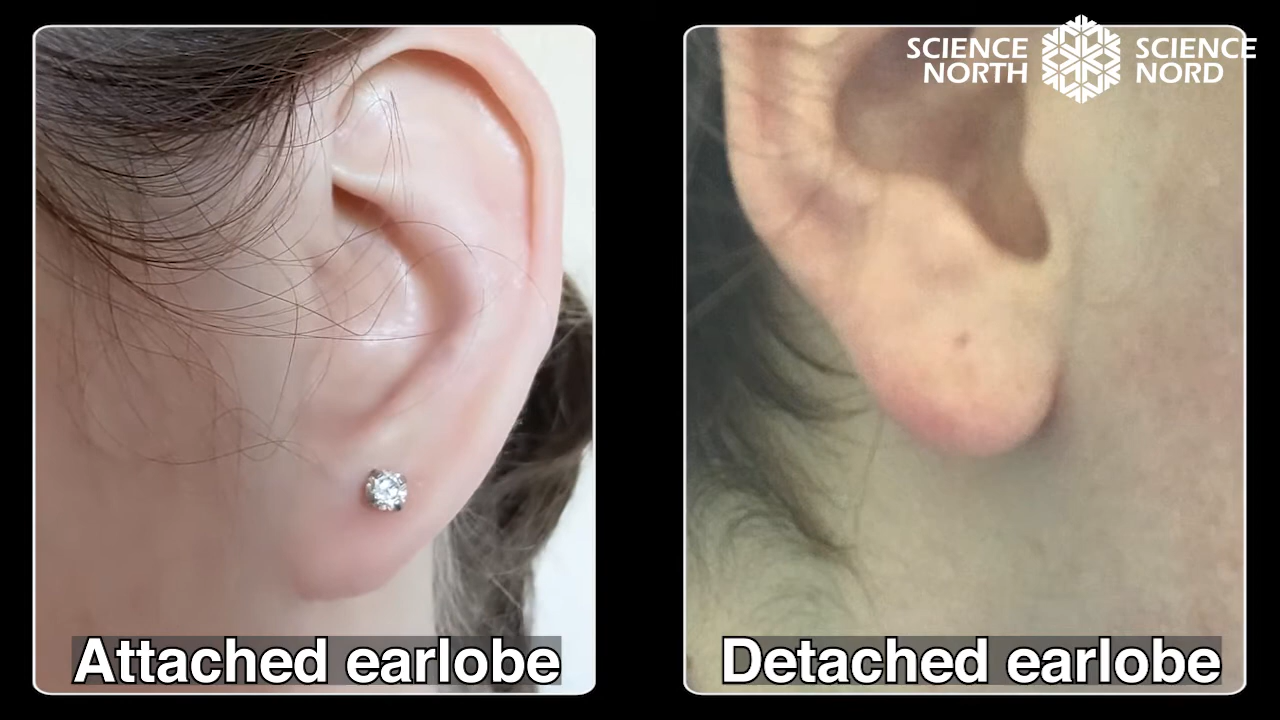 SCIENCE NORTH
SCIENCE NORD
Attached earlobe
Detached earlobe